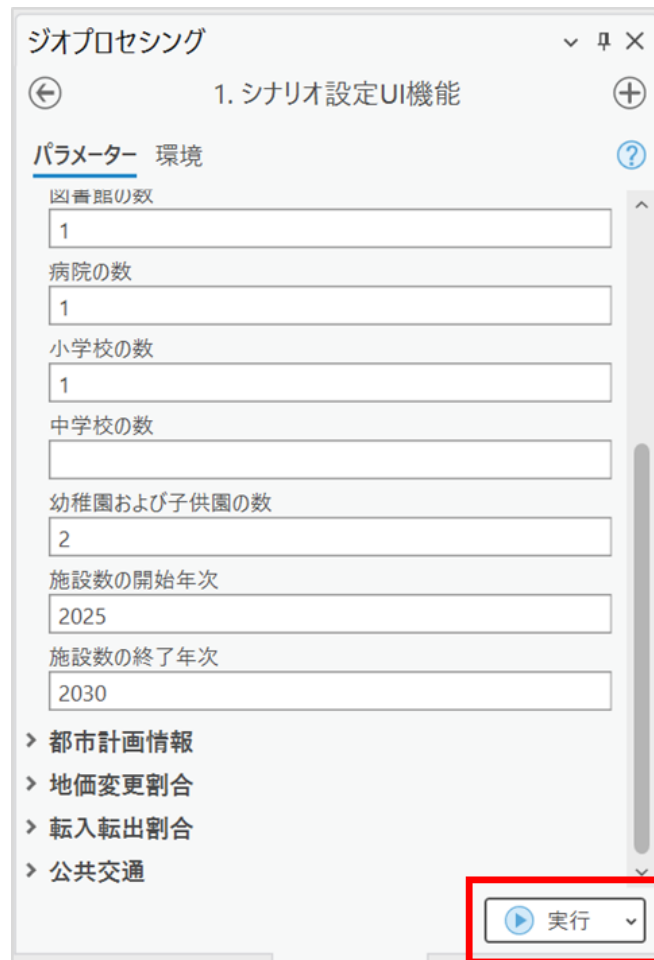 ジオプロセシング
1. シナリオ設定UI機能
パラメーター 環境
図書館の数
1
病院の数
1
小学校の数
1
中学校の数
幼稚園および子供園の数
2
施設数の開始年次
2025
施設数の終了年次
2030
都市計画情報
地価変更割合
転入転出割合
公共交通
実行